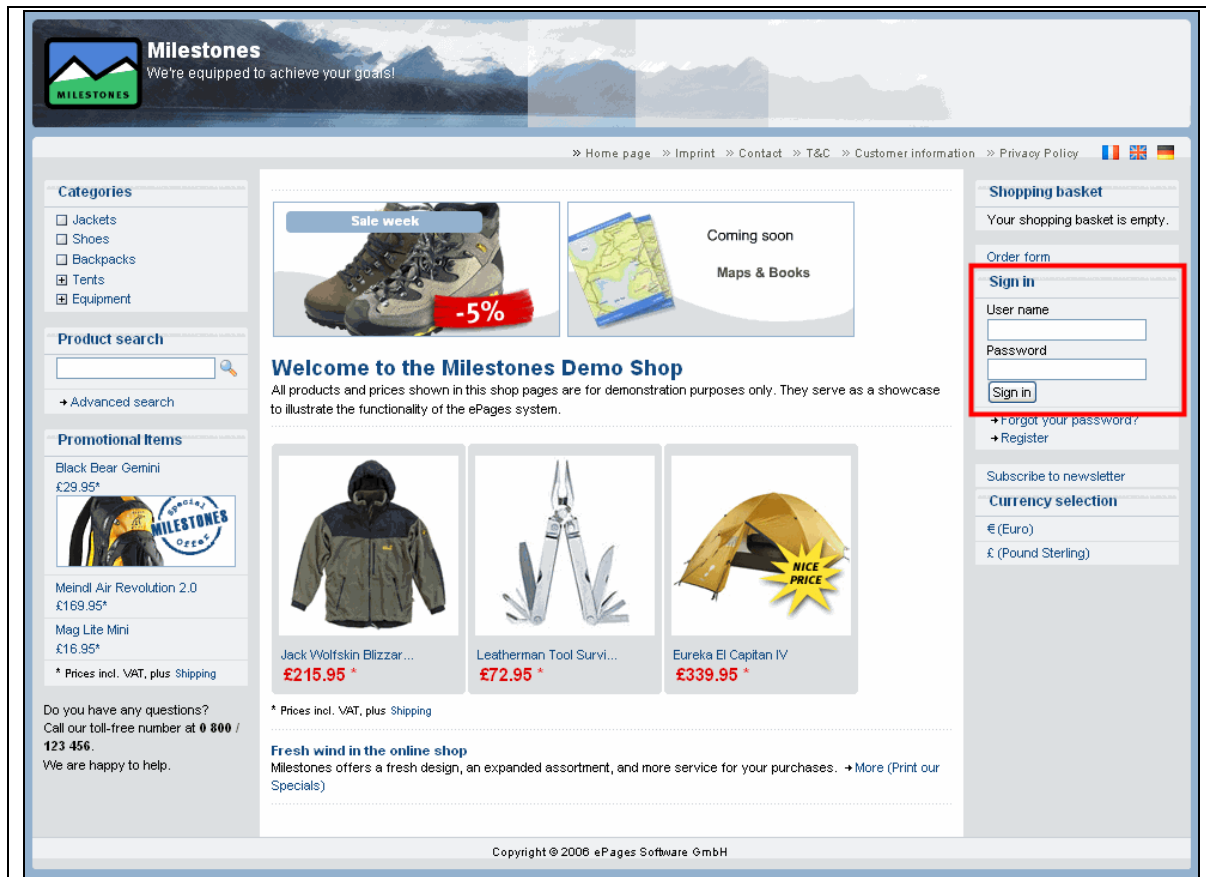 Milestones
We're equipped to achieve your goals!
MILESTONES
» Home page » Imprint » Contact » T&C » Customer information » Privacy Policy
Categories
Jackets
Shoes
Backpacks
Tents
Equipment
Product search
Advanced search
Promotional Items
Black Bear Gemini
£29.95*
special
MILESTONES
Offer
Meindl Air Revolution 2.0
£169.95*
Mag Lite Mini
£16.95*
* Prices incl. VAT, plus Shipping
Do you have any questions?
Call our toll-free number at 0 800 /
123 456.
We are happy to help.
Sale week
-5%
Coming soon
Maps & Books
Welcome to the Milestones Demo Shop
All products and prices shown in this shop pages are for demonstration purposes only. They serve as a showcase
to illustrate the functionality of the ePages system.
NICE
PRICE
Jack Wolfskin Blizzar...
£215.95 *
Leatherman Tool Survi...
£72.95 *
Eureka El Capitan IV
£339.95 *
* Prices incl. VAT, plus Shipping
Fresh wind in the online shop
Milestones offers a fresh design, an expanded assortment, and more service for your purchases. More (Print our
Specials)
Shopping basket
Your shopping basket is empty.
Order form
Sign in
User name
Password
Sign in
Forgot your password?
Register
Subscribe to newsletter
Currency selection
€ (Euro)
£ (Pound Sterling)
Copyright © 2006 ePages Software GmbH